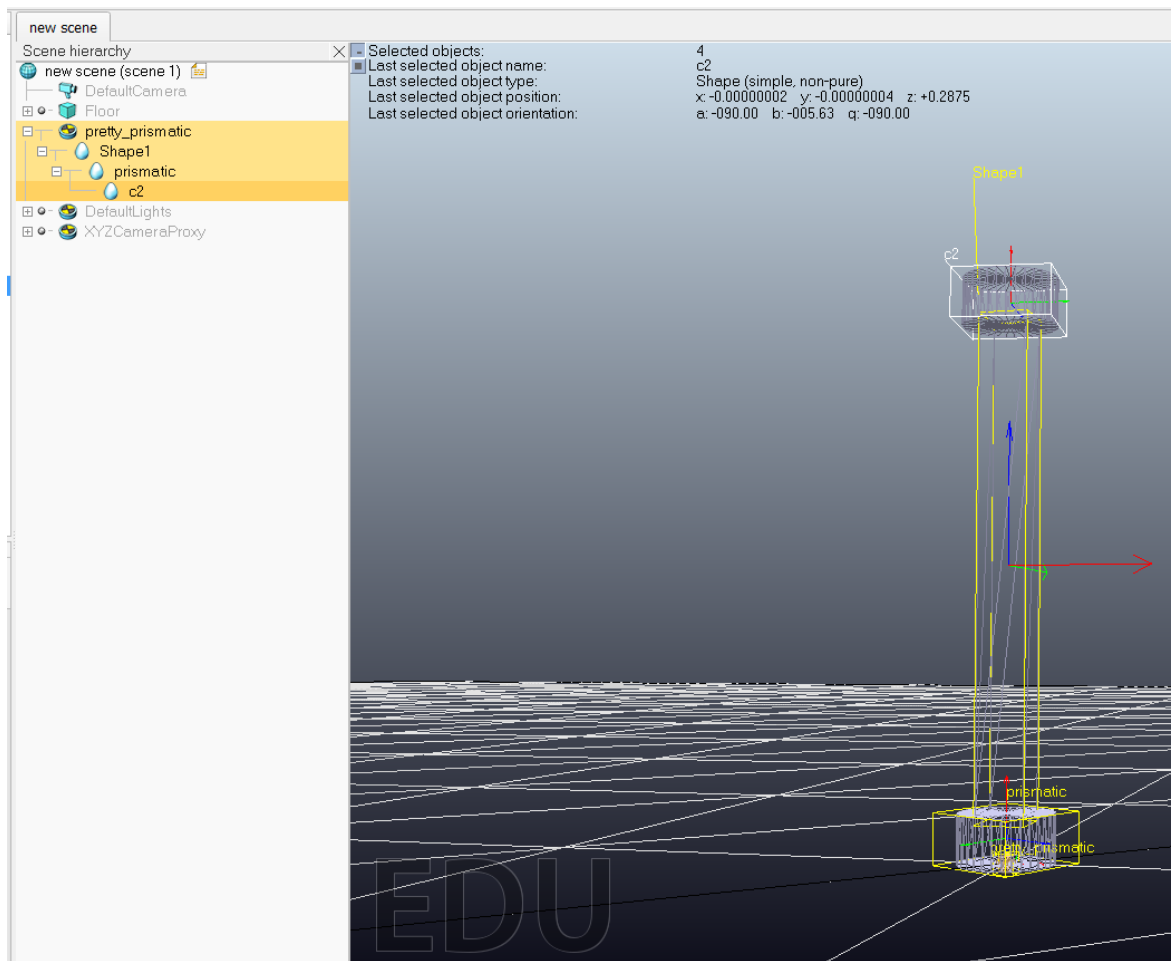 new scene
Scene hierarchy
new scene (scene 1)
DefaultCamera
Floor
pretty_prismatic
Shape1
prismatic
c2
DefaultLights
XYZCameraProxy
Selected objects: 4
Last selected object name: c2
Last selected object type: Shape (simple, non-pure)
Last selected object position: x: -0.00000002 y: -0.00000004 z: +0.2875
Last selected object orientation: a: -090.00 b: -005.63 g: -090.00
Shape1
c2
prismatic
pretty_prismatic
EDU